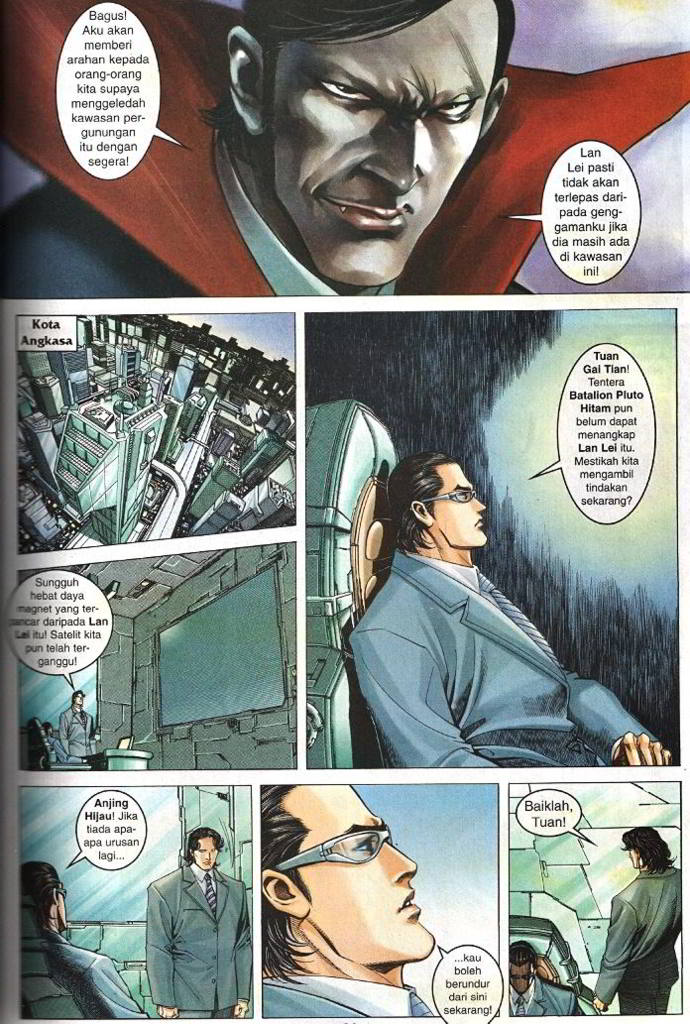 Bagus!
Aku akan
memberi
arahan kepada
orang-orang
kita supaya
menggeledah
kawasan per-
gunungan
itu dengan
segera!
Lan
Lei pasti
tidak akan
terlepas dari-
pada geng-
gamanku jika
dia masih ada
di kawasan
ini!
Kota
Angkasa
Tuan
Gai Tian!
Tentera
Batalion Pluto
Hitam pun
belum dapat
menangkap
Lan Lei itu.
Mestikah kita
mengambil
tindakan
sekarang?
Sungguh
hebat daya
magnet yang ter-
pancar daripada Lan
Lei itu! Satelit kita
pun telah ter-
ganggu!
Anjing
Hijau! Jika
tiada apa-
apa urusan
lagi...
...kau
boleh
berundur
dari sini
sekarang!
Baiklah,
Tuan!